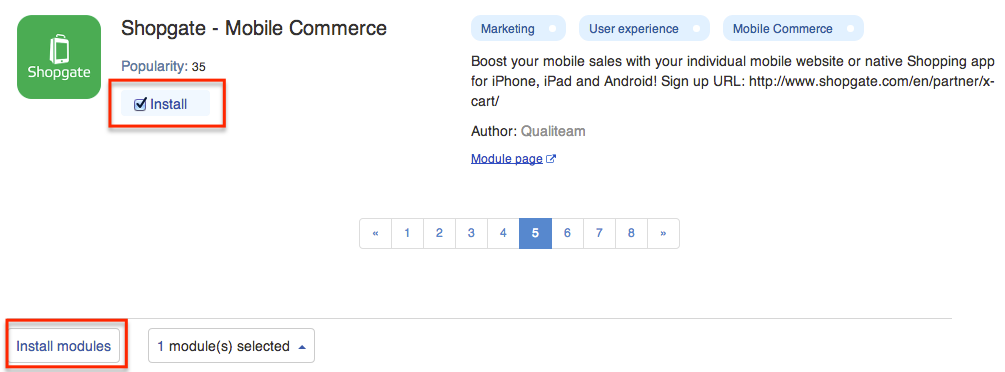 Shopgate
Shopgate - Mobile Commerce
Popularity: 35
Install
Marketing
User experience
Mobile Commerce
Boost your mobile sales with your individual mobile website or native Shopping app
for iPhone, iPad and Android! Sign up URL: http://www.shopgate.com/en/partner/x-
cart/
Author: Qualiteam
Module page
« 1 2 3 4 5 6 7 8 »
Install modules
1 module(s) selected